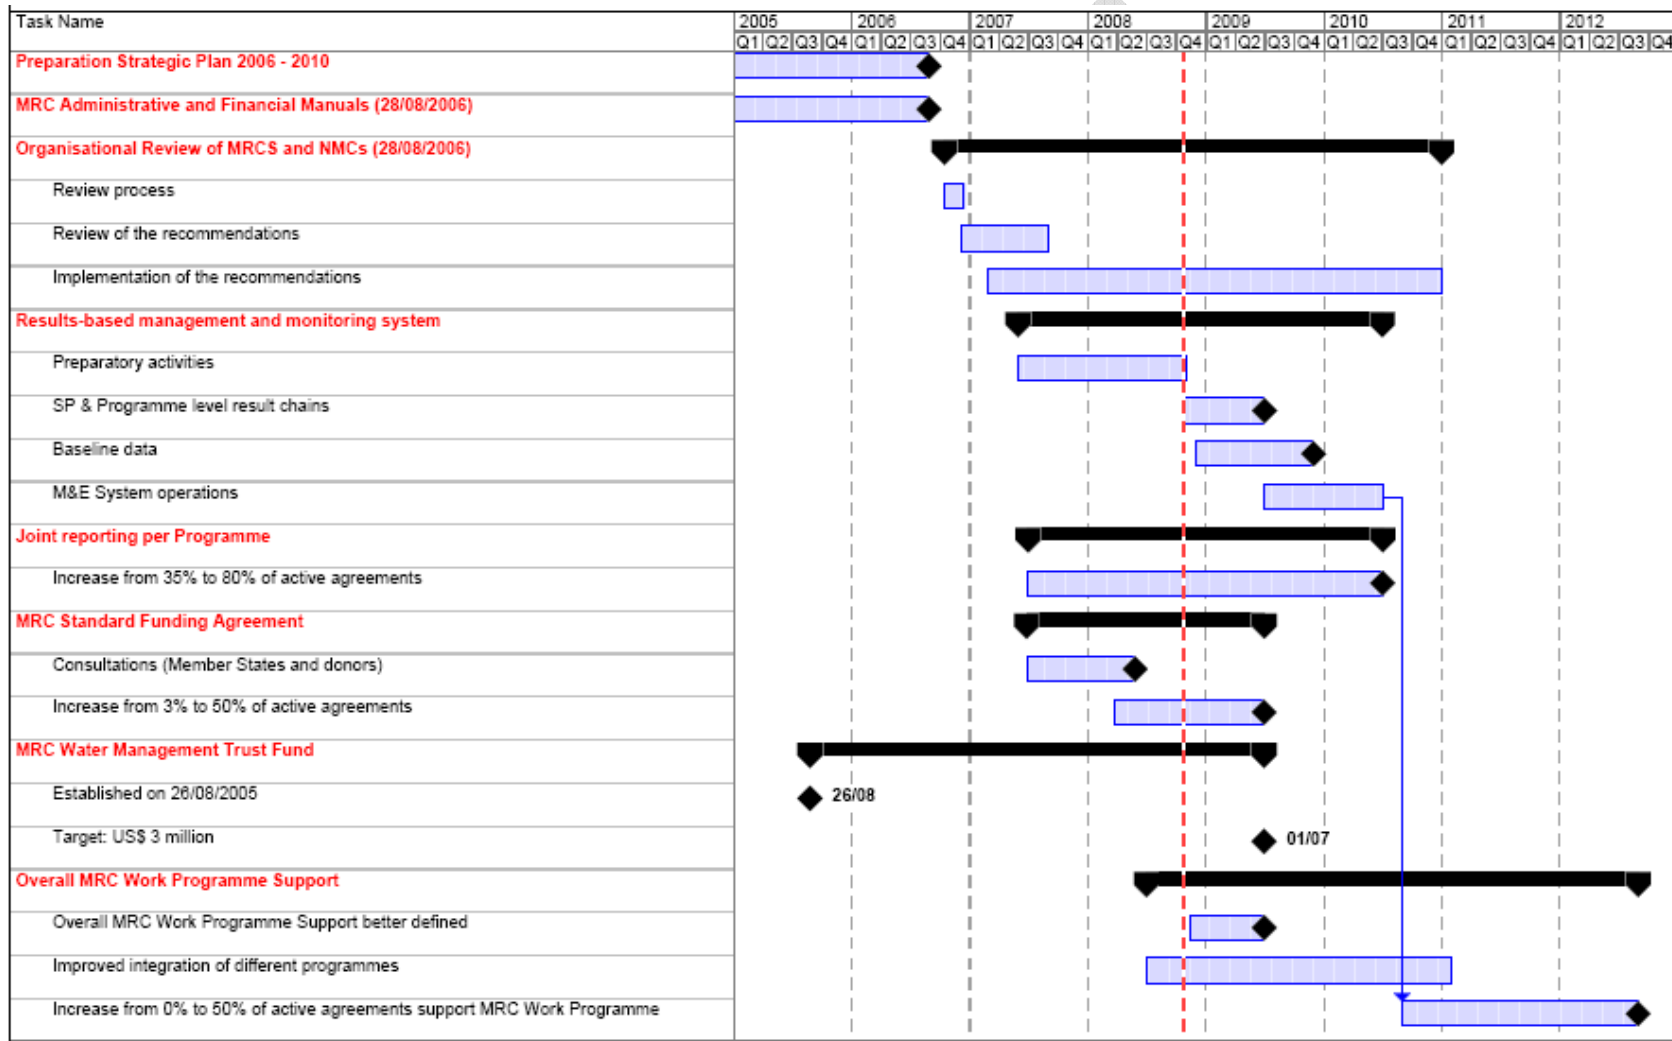 Task Name 2005 2006 2007 2008 2009 2010 2011 2012
Q1 Q2 Q3 Q4 Q1 Q2 Q3 Q4 Q1 Q2 Q3 Q4 Q1 Q2 Q3 Q4 Q1 Q2 Q3 Q4 Q1 Q2 Q3 Q4 Q1 Q2 Q3 Q4 Q1 Q2 Q3 Q4
Preparation Strategic Plan 2006 - 2010
MRC Administrative and Financial Manuals (28/08/2006)
Organisational Review of MRCS and NMCs (28/08/2006)
Review process
Review of the recommendations
Implementation of the recommendations
Results-based management and monitoring system
Preparatory activities
SP & Programme level result chains
Baseline data
M&E System operations
Joint reporting per Programme
Increase from 35% to 80% of active agreements
MRC Standard Funding Agreement
Consultations (Member States and donors)
Increase from 3% to 50% of active agreements
MRC Water Management Trust Fund
Established on 26/08/2005 26/08
Target: US$ 3 million 01/07
Overall MRC Work Programme Support
Overall MRC Work Programme Support better defined
Improved integration of different programmes
Increase from 0% to 50% of active agreements support MRC Work Programme